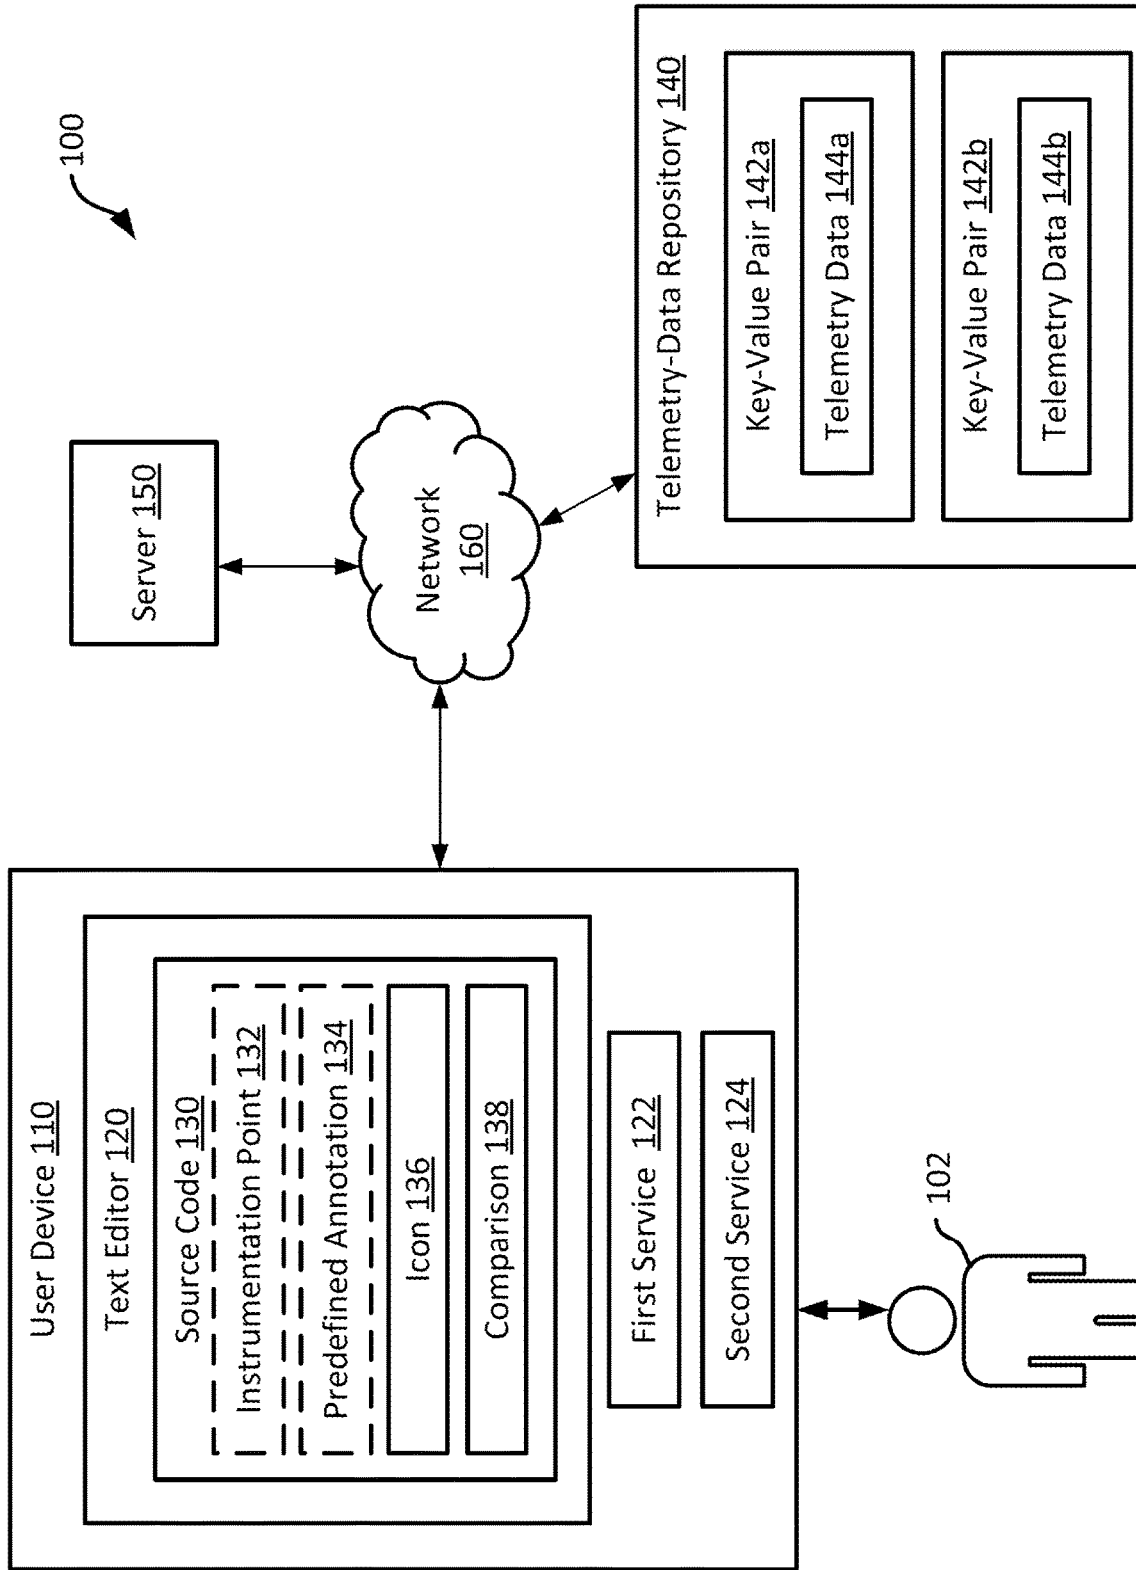 100
User Device 110
Text Editor 120
Source Code 130
Instrumentation Point 132
Predefined Annotation 134
Icon 136
Comparison 138
First Service 122
Second Service 124
102
Server 150
Network
160
Telemetry-Data Repository 140
Key-Value Pair 142a
Telemetry Data 144a
Key-Value Pair 142b
Telemetry Data 144b